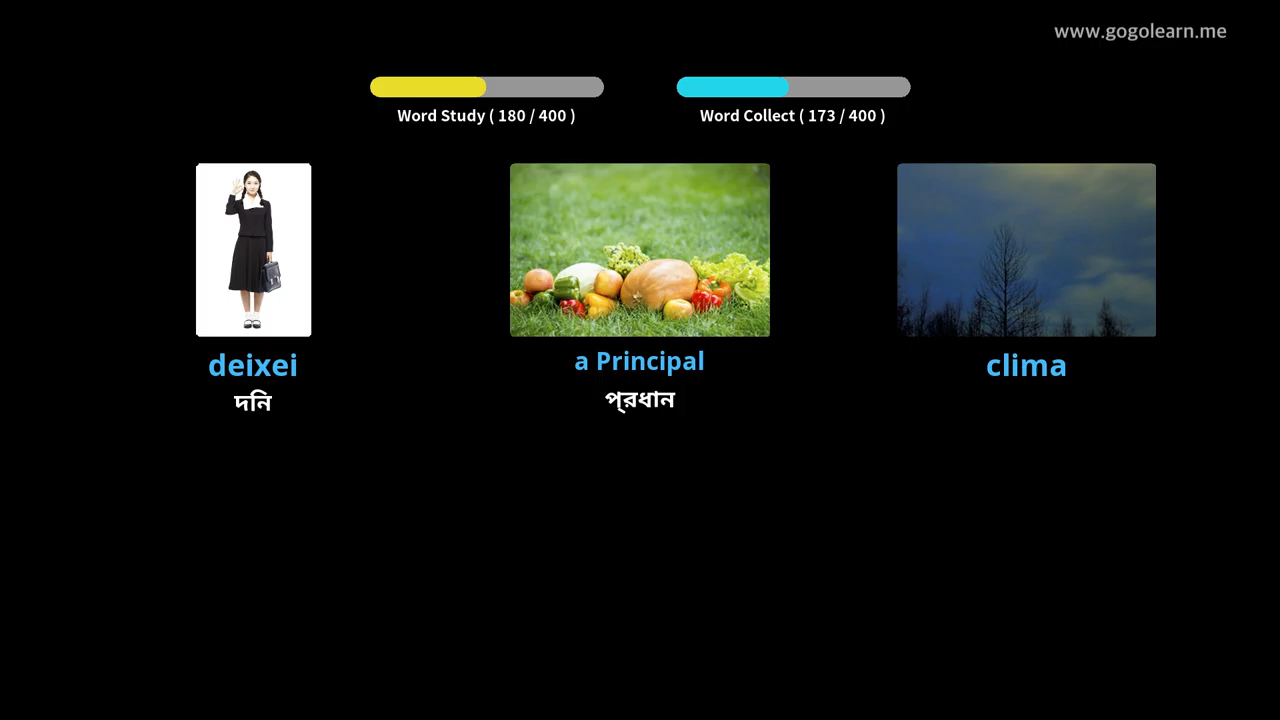 www.gogolearn.me
Word Study ( 180 / 400 )
Word Collect ( 173 / 400 )
deixei
দনি
a Principal
প্রধান
clima